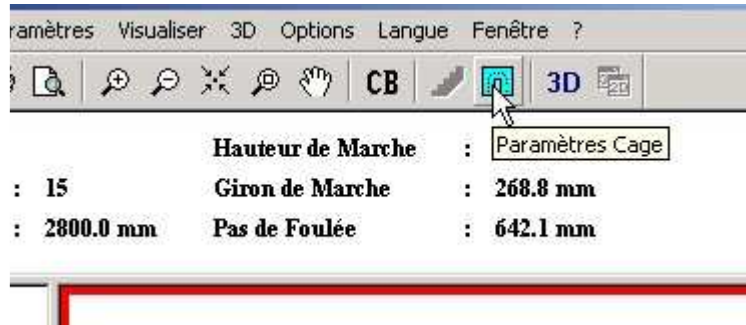 ramètres Visualiser 3D Options Langue Fenêtre ?
CB 3D 2D
Hauteur de Marche :
Paramètres Cage
: 15 Giron de Marche : 268.8 mm
: 2800.0 mm Pas de Foulée : 642.1 mm